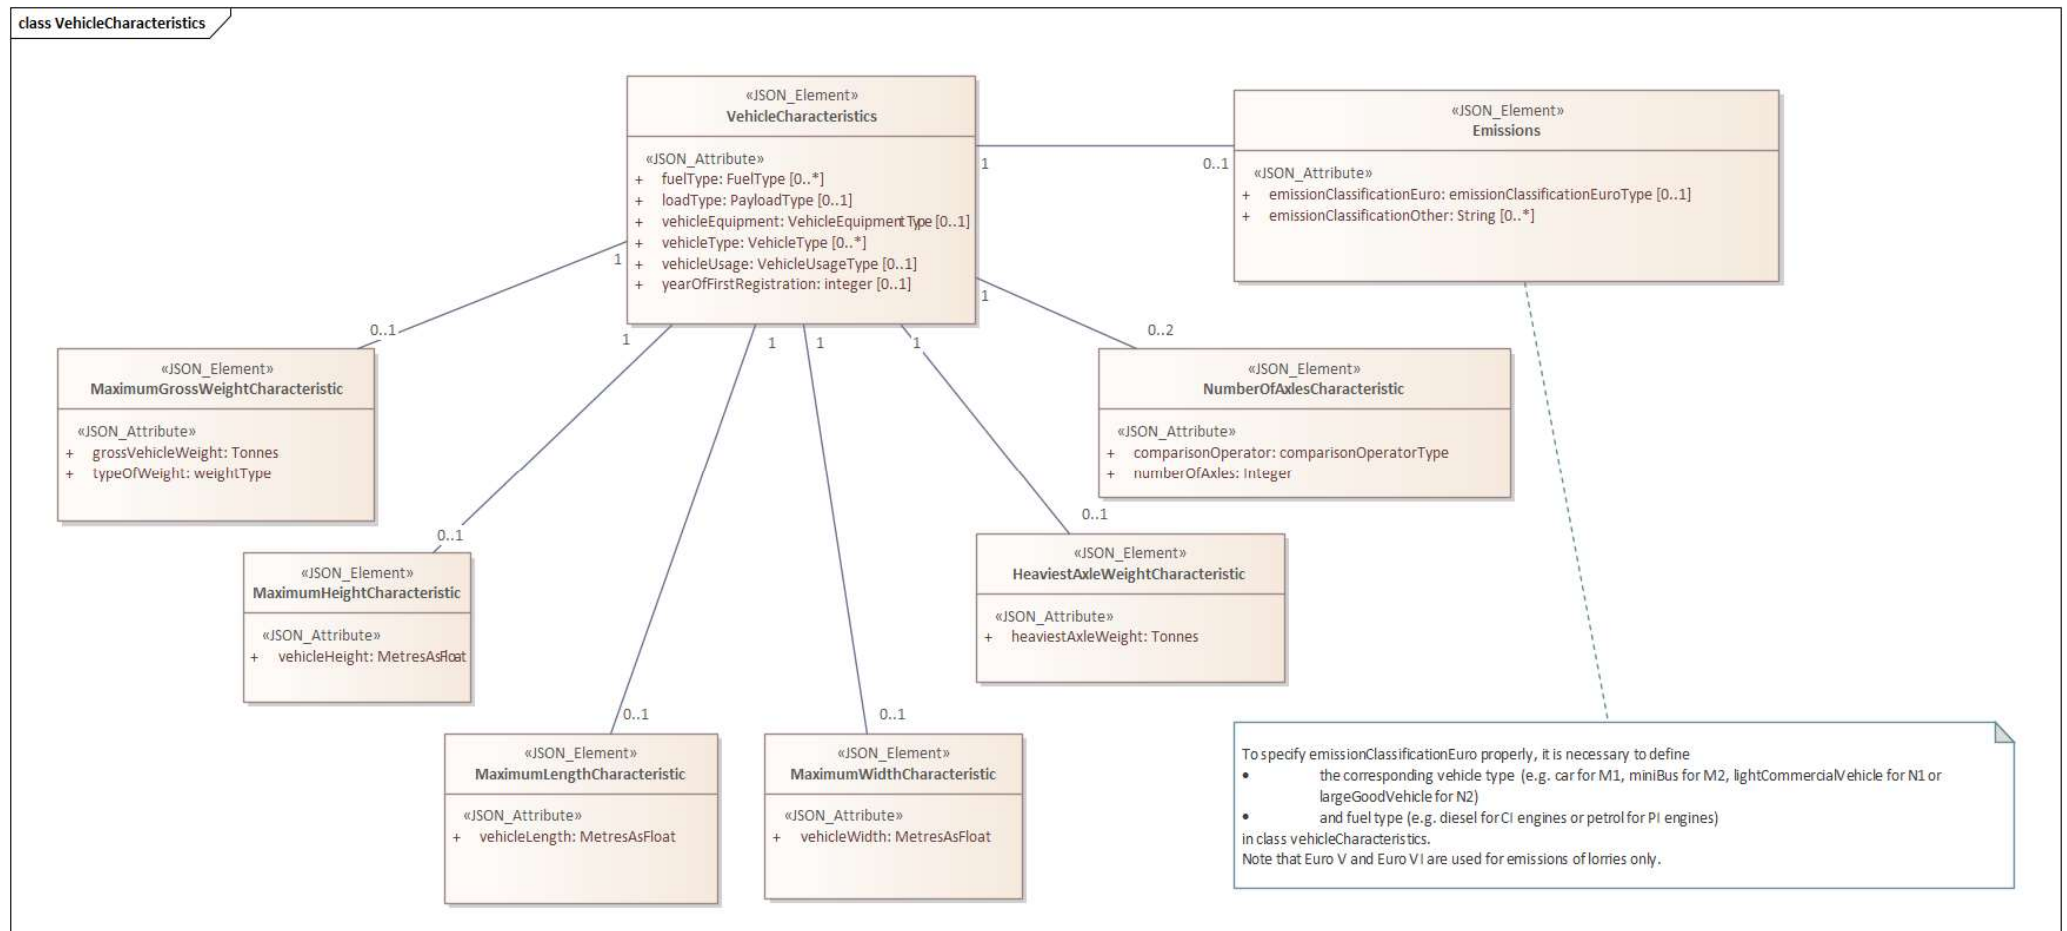 class VehicleCharacteristics
«JSON_Element»
VehicleCharacteristics
«JSON_Attribute»
+ fuelType: FuelType [0..*]
+ loadType: PayloadType [0..1]
+ vehicleEquipment: VehicleEquipmentType [0..1]
+ vehicleType: VehicleType [0..*]
+ vehicleUsage: VehicleUsageType [0..1]
+ yearOfFirstRegistration: integer [0..1]
1
0..1
«JSON_Element»
Emissions
«JSON_Attribute»
+ emissionClassificationEuro: emissionClassificationEuroType [0..1]
+ emissionClassificationOther: String [0..*]
1
0..1
«JSON_Element»
MaximumGrossWeightCharacteristic
«JSON_Attribute»
+ grossVehicleWeight: Tonnes
+ typeOfWeight: weightType
1
0..2
«JSON_Element»
NumberOfAxlesCharacteristic
«JSON_Attribute»
+ comparisonOperator: comparisonOperatorType
+ numberOfAxles: Integer
1
0..1
«JSON_Element»
MaximumHeightCharacteristic
«JSON_Attribute»
+ vehicleHeight: MetresAsFloat
1
0..1
«JSON_Element»
HeaviestAxleWeightCharacteristic
«JSON_Attribute»
+ heaviestAxleWeight: Tonnes
1
0..1
«JSON_Element»
MaximumLengthCharacteristic
«JSON_Attribute»
+ vehicleLength: MetresAsFloat
1
0..1
«JSON_Element»
MaximumWidthCharacteristic
«JSON_Attribute»
+ vehicleWidth: MetresAsFloat
To specify emissionClassificationEuro properly, it is necessary to define
• the corresponding vehicle type (e.g. car for M1, miniBus for M2, lightCommercialVehicle for N1 or
largeGoodVehicle for N2)
• and fuel type (e.g. diesel for CI engines or petrol for PI engines)
in class vehicleCharacteristics.
Note that Euro V and Euro VI are used for emissions of lorries only.